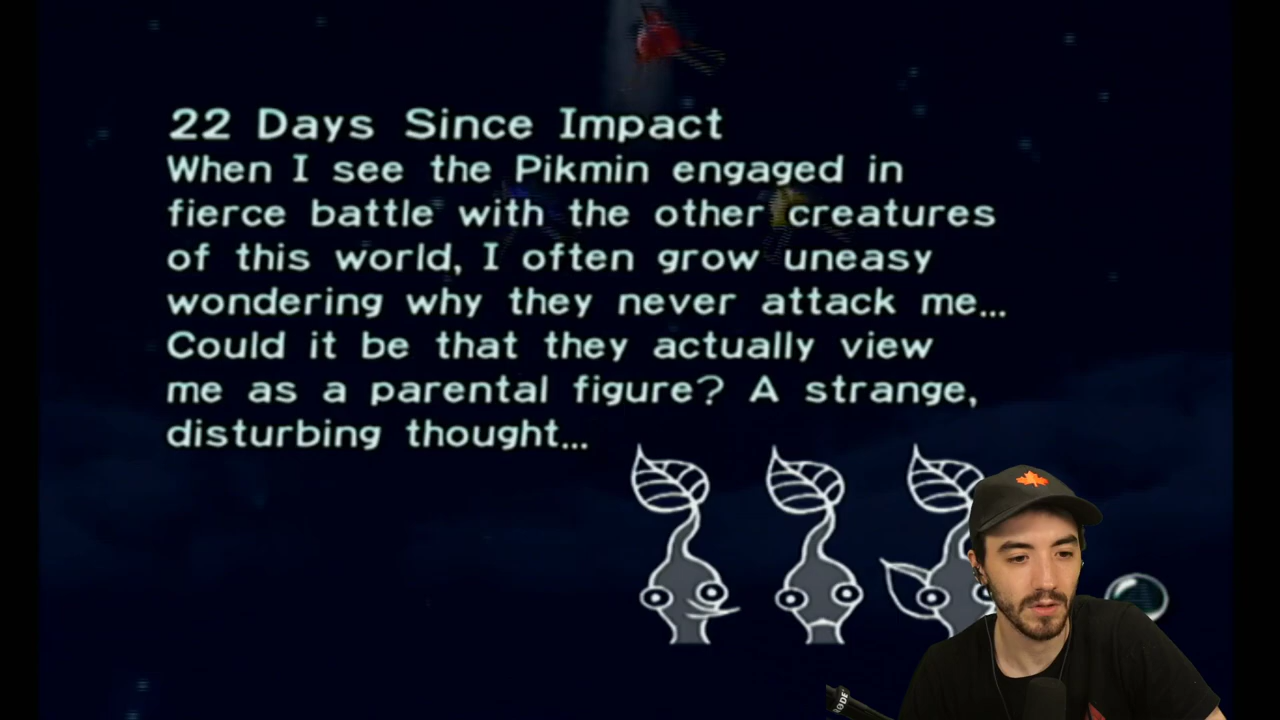 22 Days Since Impact
When I see the Pikmin engaged in
fierce battle with the other creatures
of this world, I often grow uneasy
wondering why they never attack me...
Could it be that they actually view
me as a parental figure? A strange,
disturbing thought...
RØDE